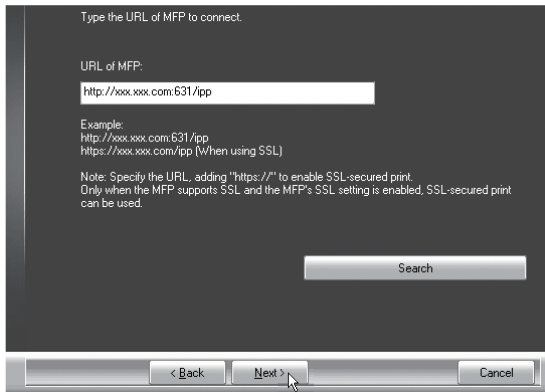 Type the URL of MFP to connect.
URL of MFP:
http://xxx.xxx.com:631/ipp
Example:
http://xxx.xxx.com:631/ipp
https://xxx.xxx.com/ipp (When using SSL)
Note: Specify the URL, adding "https://" to enable SSL-secured print.
Only when the MFP supports SSL and the MFP's SSL setting is enabled, SSL-secured print
can be used.
Search
< Back Next > Cancel